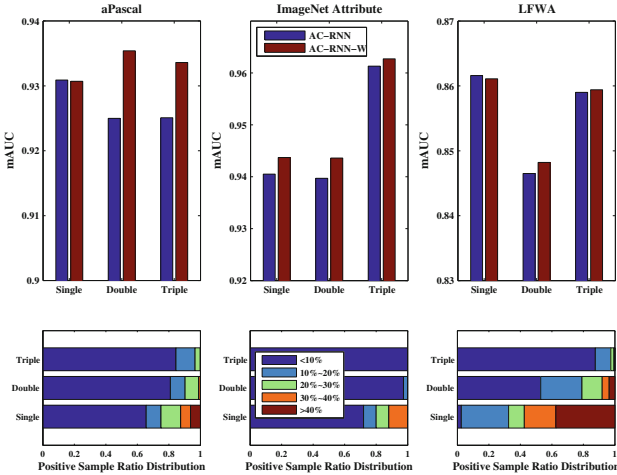 aPascal
ImageNet Attribute
LFWA
mAUC
0.94
0.93
0.92
0.91
0.9
Single Double Triple
mAUC
0.96
0.95
0.94
0.93
0.92
AC-RNN
AC-RNN-W
Single Double Triple
mAUC
0.87
0.86
0.85
0.84
0.83
Single Double Triple
Triple
Double
Single
0 0.2 0.4 0.6 0.8 1
Positive Sample Ratio Distribution
Triple
Double
Single
<10%
10%~20%
20%~30%
30%~40%
>40%
0 0.2 0.4 0.6 0.8 1
Positive Sample Ratio Distribution
Triple
Double
Single
0 0.2 0.4 0.6 0.8 1
Positive Sample Ratio Distribution